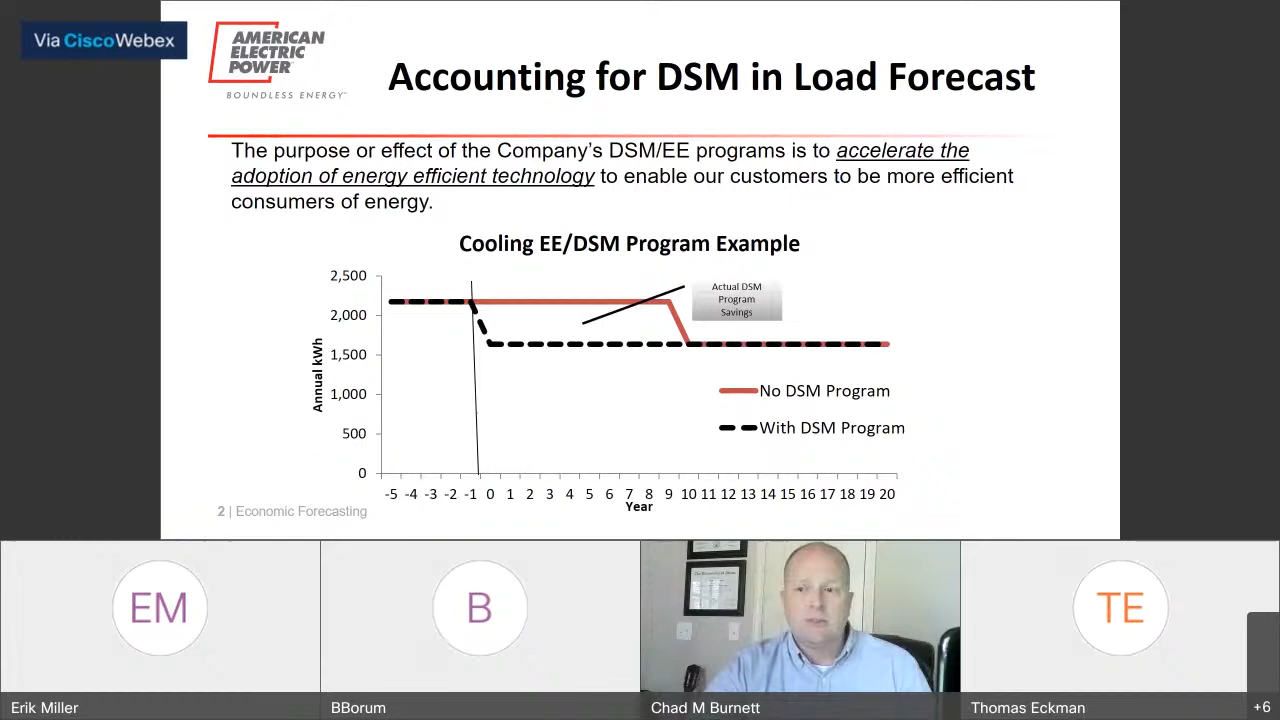 Via CiscoWebex
AMERICAN
ELECTRIC
POWER
BOUNDLESS ENERGY
Accounting for DSM in Load Forecast
The purpose or effect of the Company's DSM/EE programs is to accelerate the
adoption of energy efficient technology to enable our customers to be more efficient
consumers of energy.
Cooling EE/DSM Program Example
2,500
2,000
1,500
1,000
500
0
Annual kWh
Actual DSM
Program
Savings
No DSM Program
With DSM Program
-5 -4 -3 -2 -1 0 1 2 3 4 5 6 7 8 9 10 11 12 13 14 15 16 17 18 19 20
Year
2 | Economic Forecasting
EM
B
TE
Erik Miller
BBorum
Chad M Burnett
Thomas Eckman
+6